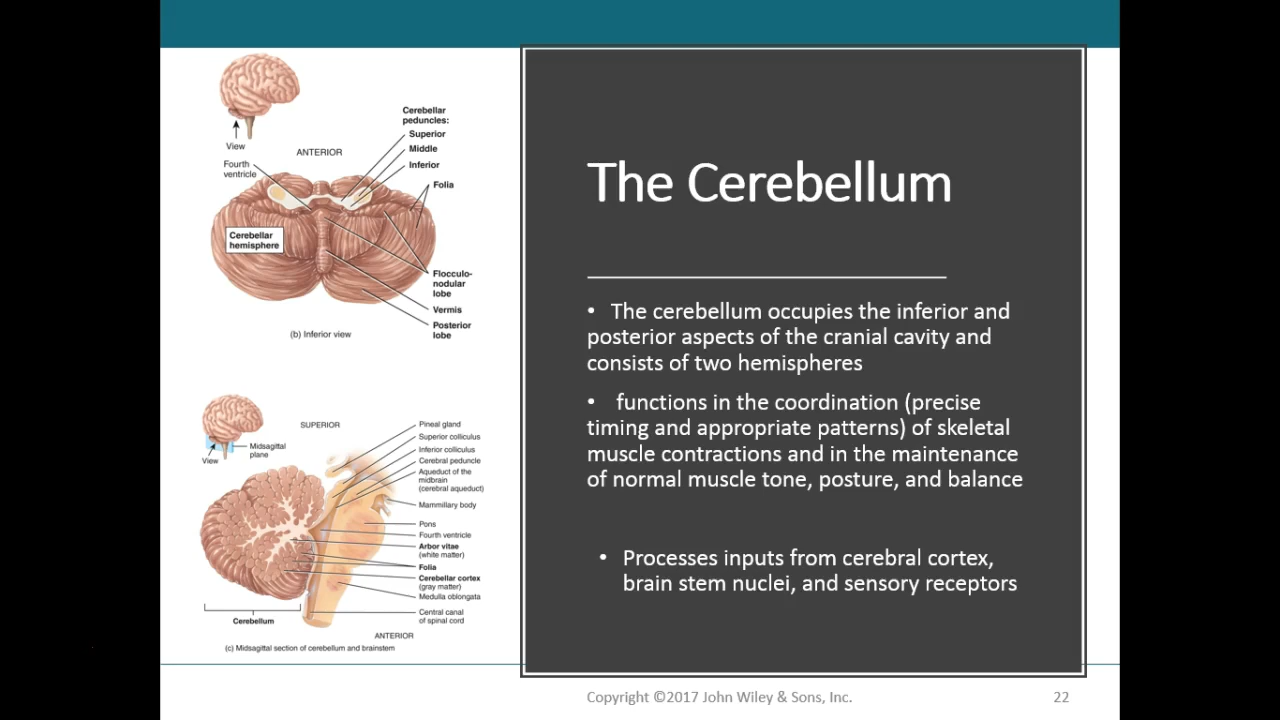 View
ANTERIOR
Fourth
ventricle
Cerebellar
peduncles:
Superior
Middle
Inferior
Folia
Cerebellar
hemisphere
Flocculo-
nodular
lobe
Vermis
Posterior
lobe
(b) Inferior view
SUPERIOR
Midsagittal
plane
View
Pineal gland
Superior colliculus
Inferior colliculus
Cerebral peduncle
Aqueduct of the
midbrain
(cerebral aqueduct)
Mammillary body
Pons
Fourth ventricle
Arbor vitae
(white matter)
Folia
Cerebellar cortex
(gray matter)
Medulla oblongata
Central canal
of spinal cord
Cerebellum
ANTERIOR
(c) Midsagittal section of cerebellum and brainstem
The Cerebellum
• The cerebellum occupies the inferior and
posterior aspects of the cranial cavity and
consists of two hemispheres
• functions in the coordination (precise
timing and appropriate patterns) of skeletal
muscle contractions and in the maintenance
of normal muscle tone, posture, and balance
• Processes inputs from cerebral cortex,
brain stem nuclei, and sensory receptors
Copyright ©2017 John Wiley & Sons, Inc.
22